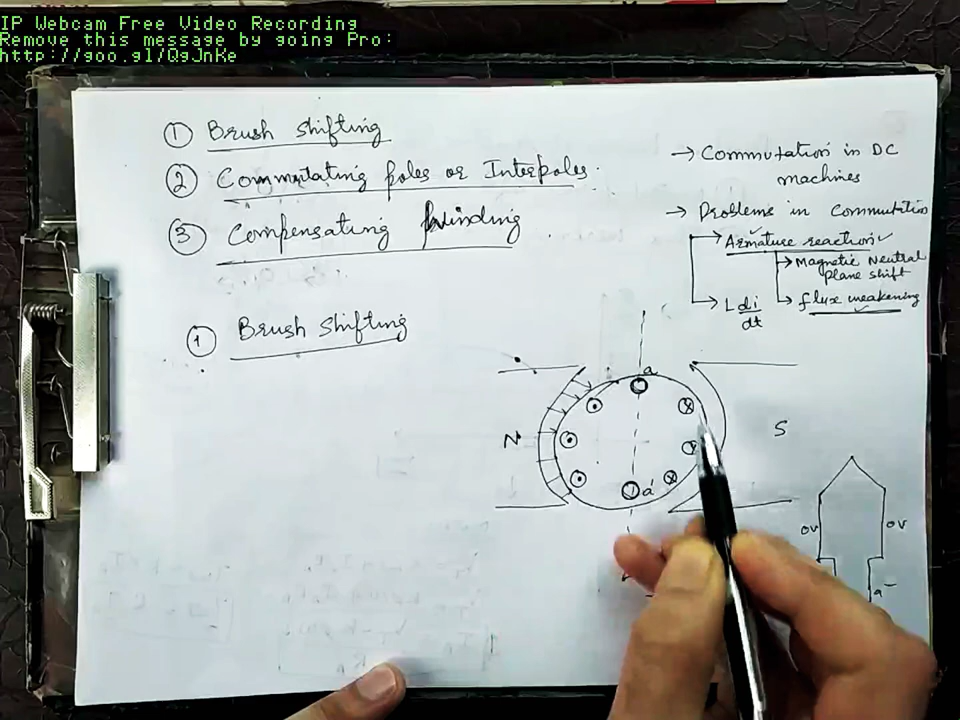 IP Webcam Free Video Recording
Remove this message by going Pro:
http://goo.gl/QgJnKe
① Brush shifting
② Commutating poles or Interpoles.
③ Compensating winding
→ Commutation in DC
machines
→ Problems in Commutation
→ Armature reaction
→ Magnetic Neutral
plane shift
→ flux weakening
→ L di/dt
① Brush Shifting
a
N
S
a'
0V
0V
a